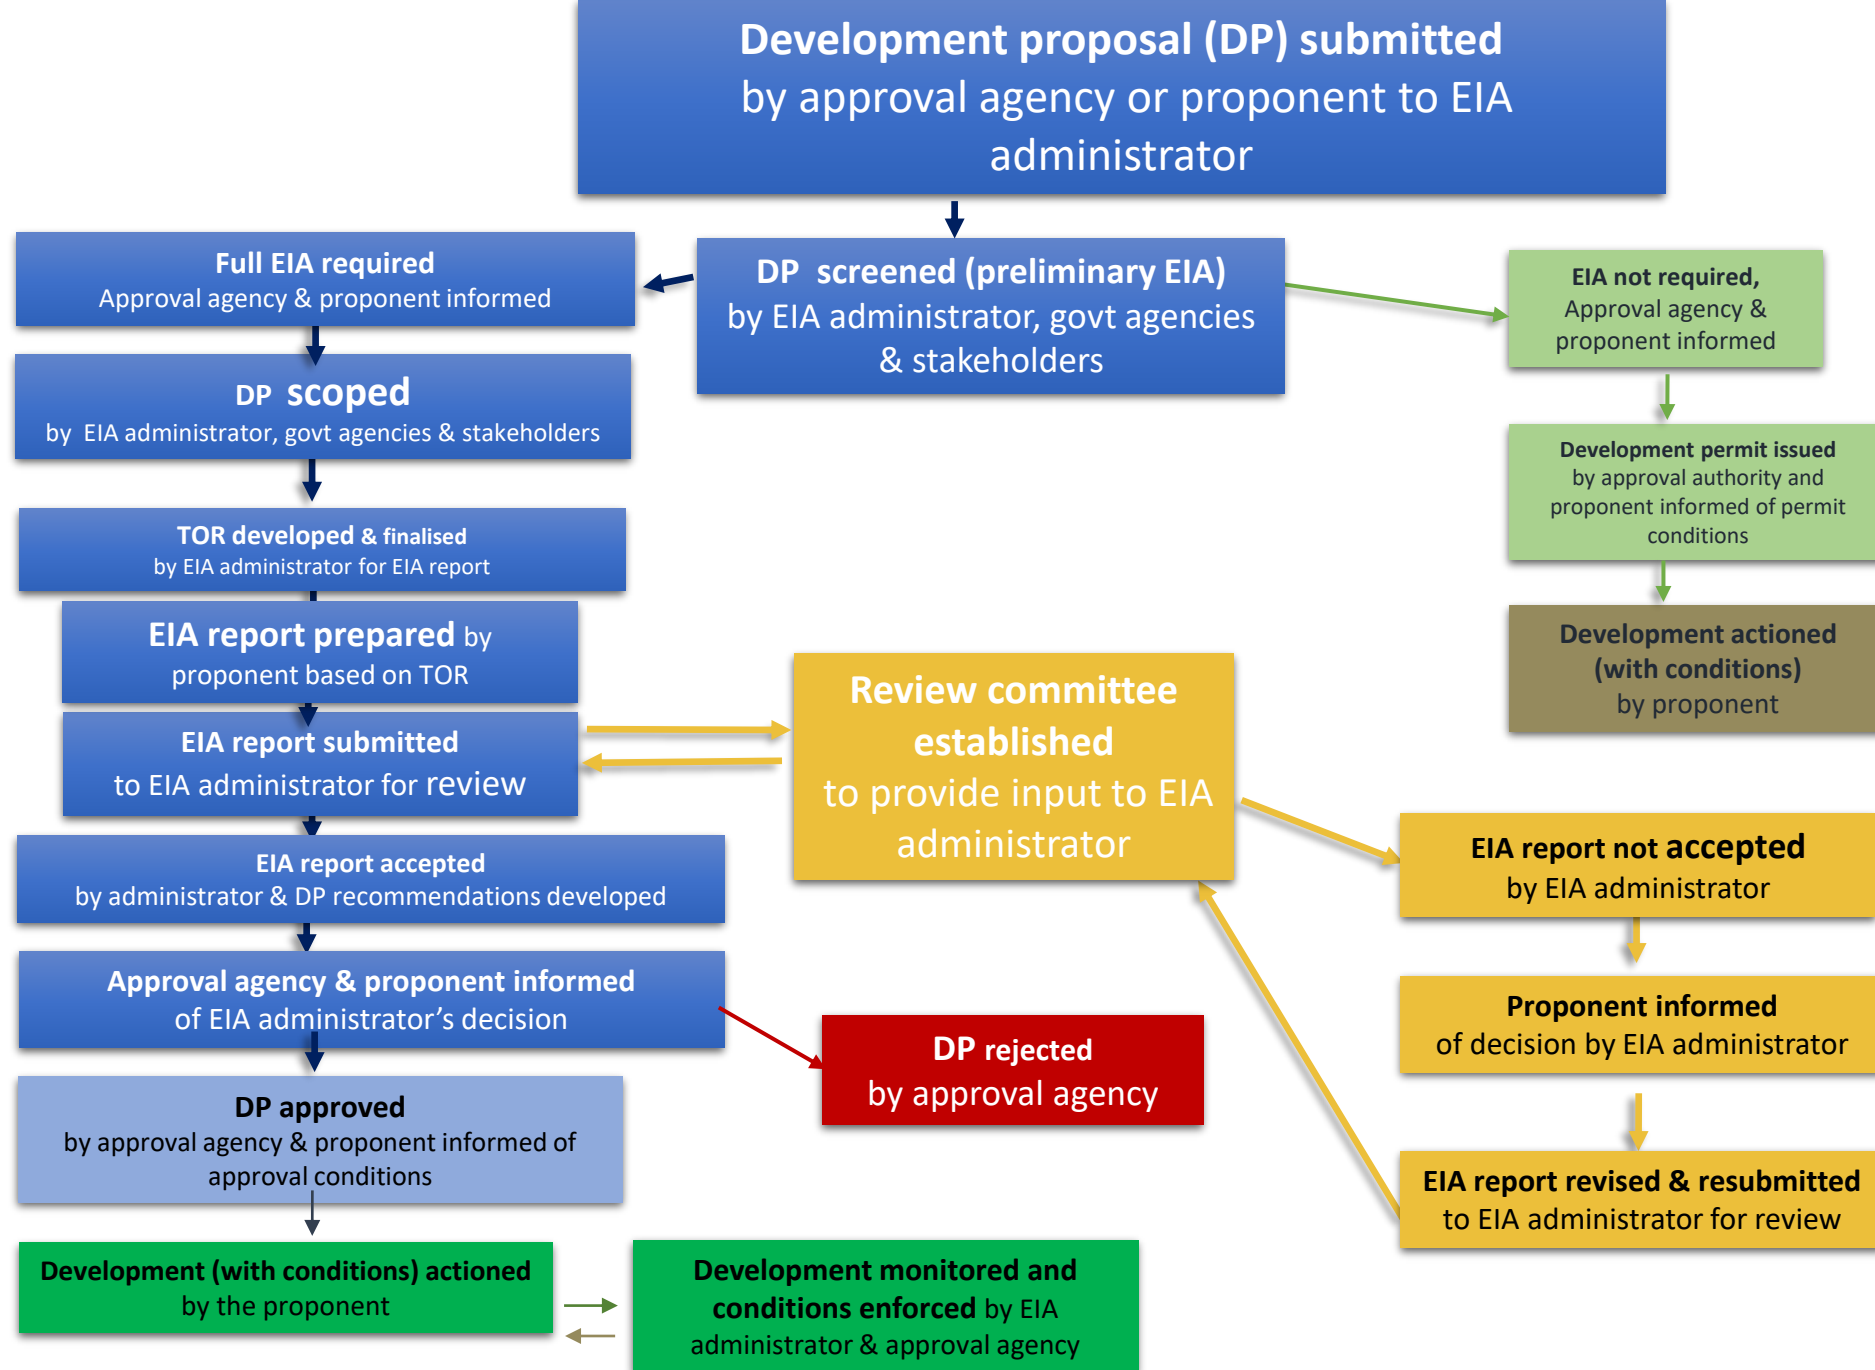 Development proposal (DP) submitted
by approval agency or proponent to EIA
administrator
Full EIA required
Approval agency & proponent informed
DP screened (preliminary EIA)
by EIA administrator, govt agencies
& stakeholders
EIA not required,
Approval agency &
proponent informed
DP scoped
by EIA administrator, govt agencies & stakeholders
Development permit issued
by approval authority and
proponent informed of permit
conditions
TOR developed & finalised
by EIA administrator for EIA report
EIA report prepared by
proponent based on TOR
Development actioned
(with conditions)
by proponent
Review committee
established
to provide input to EIA
administrator
EIA report submitted
to EIA administrator for review
EIA report accepted
by administrator & DP recommendations developed
EIA report not accepted
by EIA administrator
Approval agency & proponent informed
of EIA administrator’s decision
Proponent informed
of decision by EIA administrator
DP rejected
by approval agency
DP approved
by approval agency & proponent informed of
approval conditions
EIA report revised & resubmitted
to EIA administrator for review
Development (with conditions) actioned
by the proponent
Development monitored and
conditions enforced by EIA
administrator & approval agency